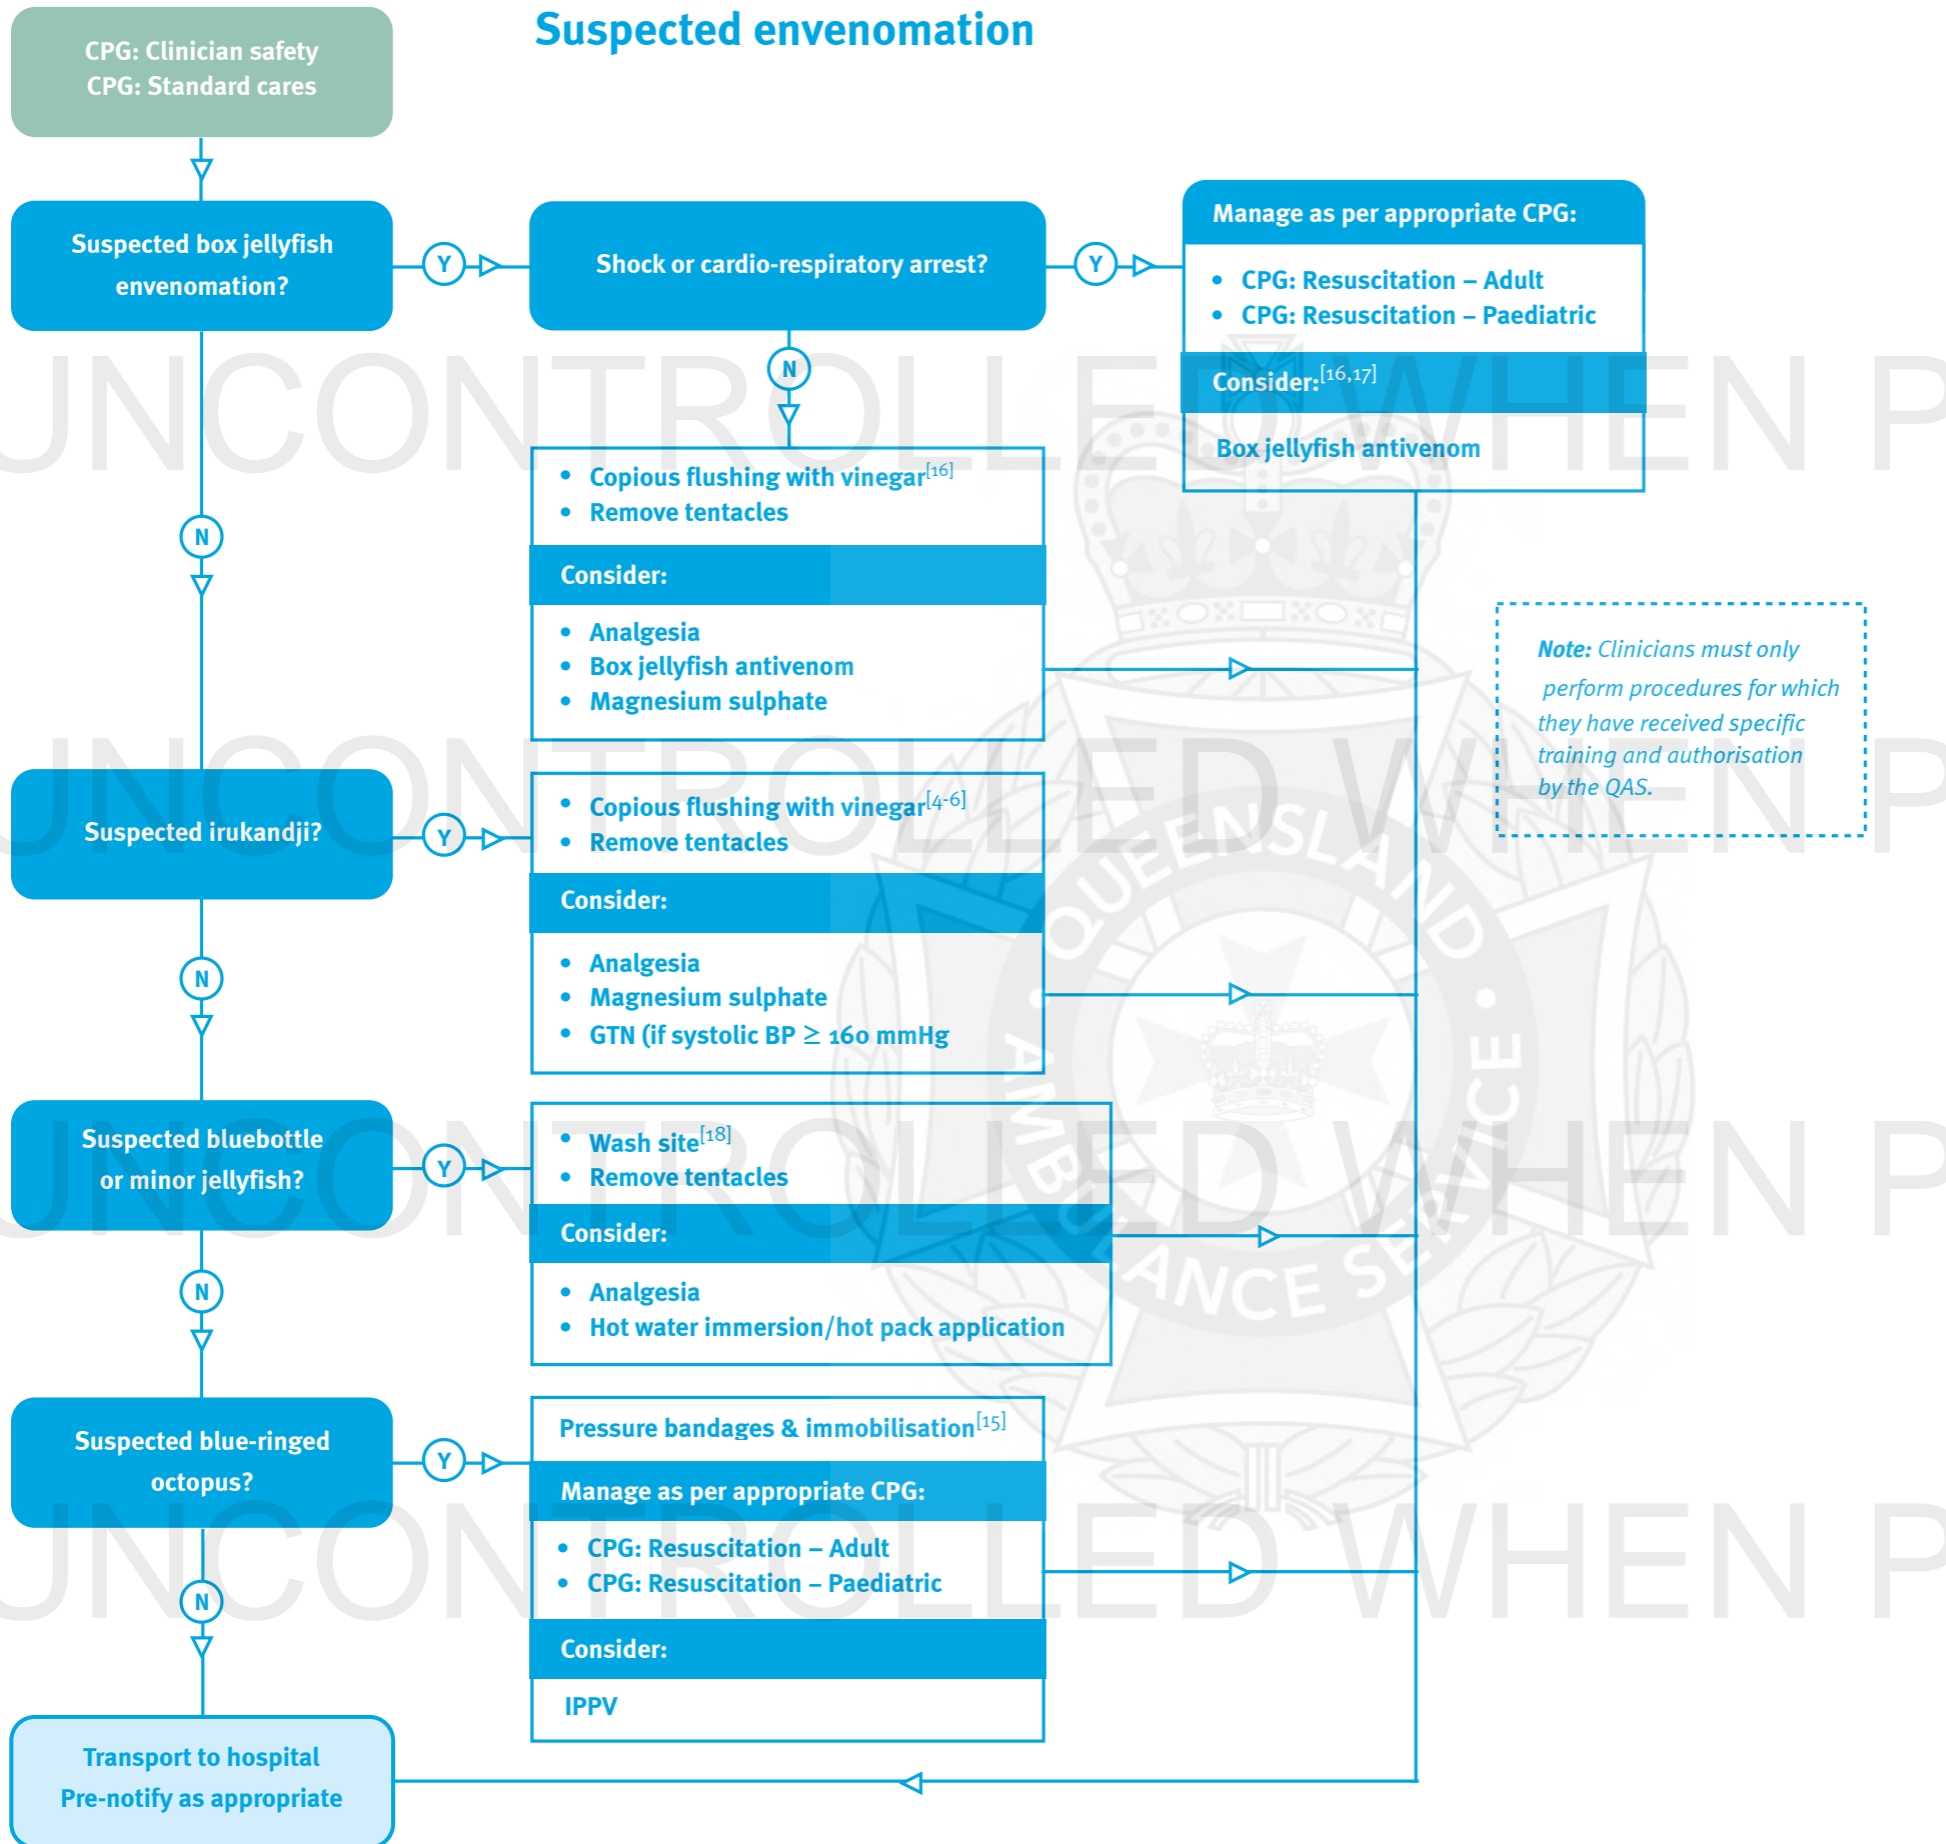 Suspected envenomation
CPG: Clinician safety
CPG: Standard cares
Suspected box jellyfish
envenomation?
Y
Shock or cardio-respiratory arrest?
Y
Manage as per appropriate CPG:
• CPG: Resuscitation – Adult
• CPG: Resuscitation – Paediatric
Consider:[16,17]
Box jellyfish antivenom
N
• Copious flushing with vinegar[16]
• Remove tentacles
Consider:
• Analgesia
• Box jellyfish antivenom
• Magnesium sulphate
Note: Clinicians must only
perform procedures for which
they have received specific
training and authorisation
by the QAS.
N
Suspected irukandji?
Y
• Copious flushing with vinegar[4-6]
• Remove tentacles
Consider:
• Analgesia
• Magnesium sulphate
• GTN (if systolic BP ≥ 160 mmHg
N
Suspected bluebottle
or minor jellyfish?
Y
• Wash site[18]
• Remove tentacles
Consider:
• Analgesia
• Hot water immersion/hot pack application
N
Suspected blue-ringed
octopus?
Y
Pressure bandages & immobilisation[15]
Manage as per appropriate CPG:
• CPG: Resuscitation – Adult
• CPG: Resuscitation – Paediatric
Consider:
IPPV
N
Transport to hospital
Pre-notify as appropriate
UNCONTROLLED WHEN P
UNCONTROLLED WHEN P
UNCONTROLLED WHEN P
UNCONTROLLED WHEN P
QUEENSLAND
AMBULANCE SERVICE